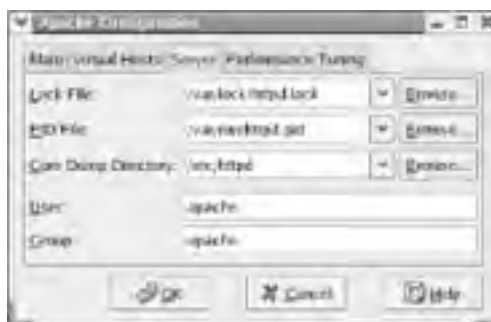 Apache Configuration
Main Virtual Hosts Server Performance Tuning
Lock File: /var/lock/httpd.lock Browse...
PID File: /var/run/httpd.pid Browse...
Core Dump Directory: /etc/httpd Browse...
User: apache
Group: apache
OK Cancel Help